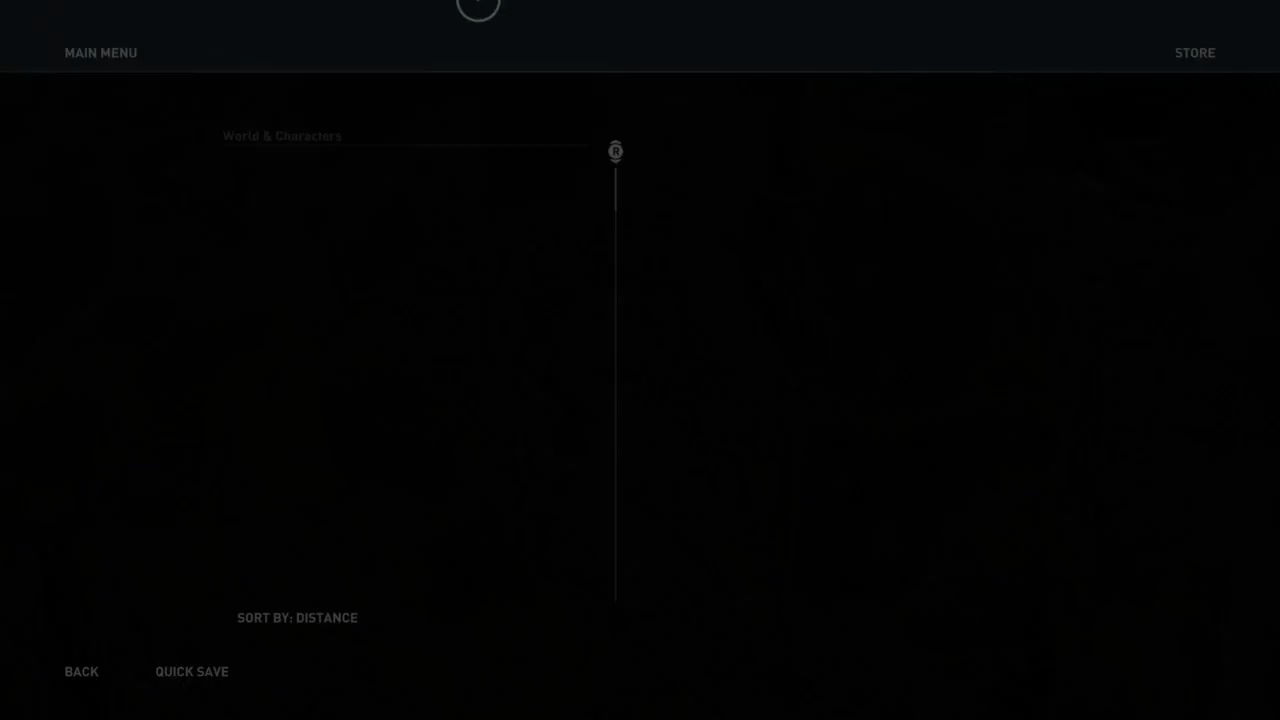 MAIN MENU
STORE
World & Characters
R
SORT BY: DISTANCE
BACK
QUICK SAVE